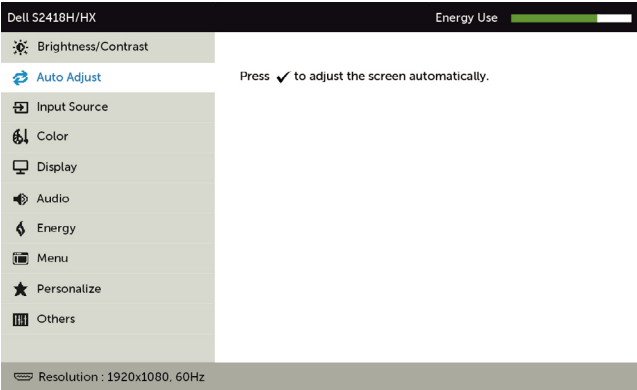 Dell S2418H/HX Energy Use
Brightness/Contrast
Auto Adjust
Press ✓ to adjust the screen automatically.
Input Source
Color
Display
Audio
Energy
Menu
Personalize
Others
Resolution : 1920x1080, 60Hz